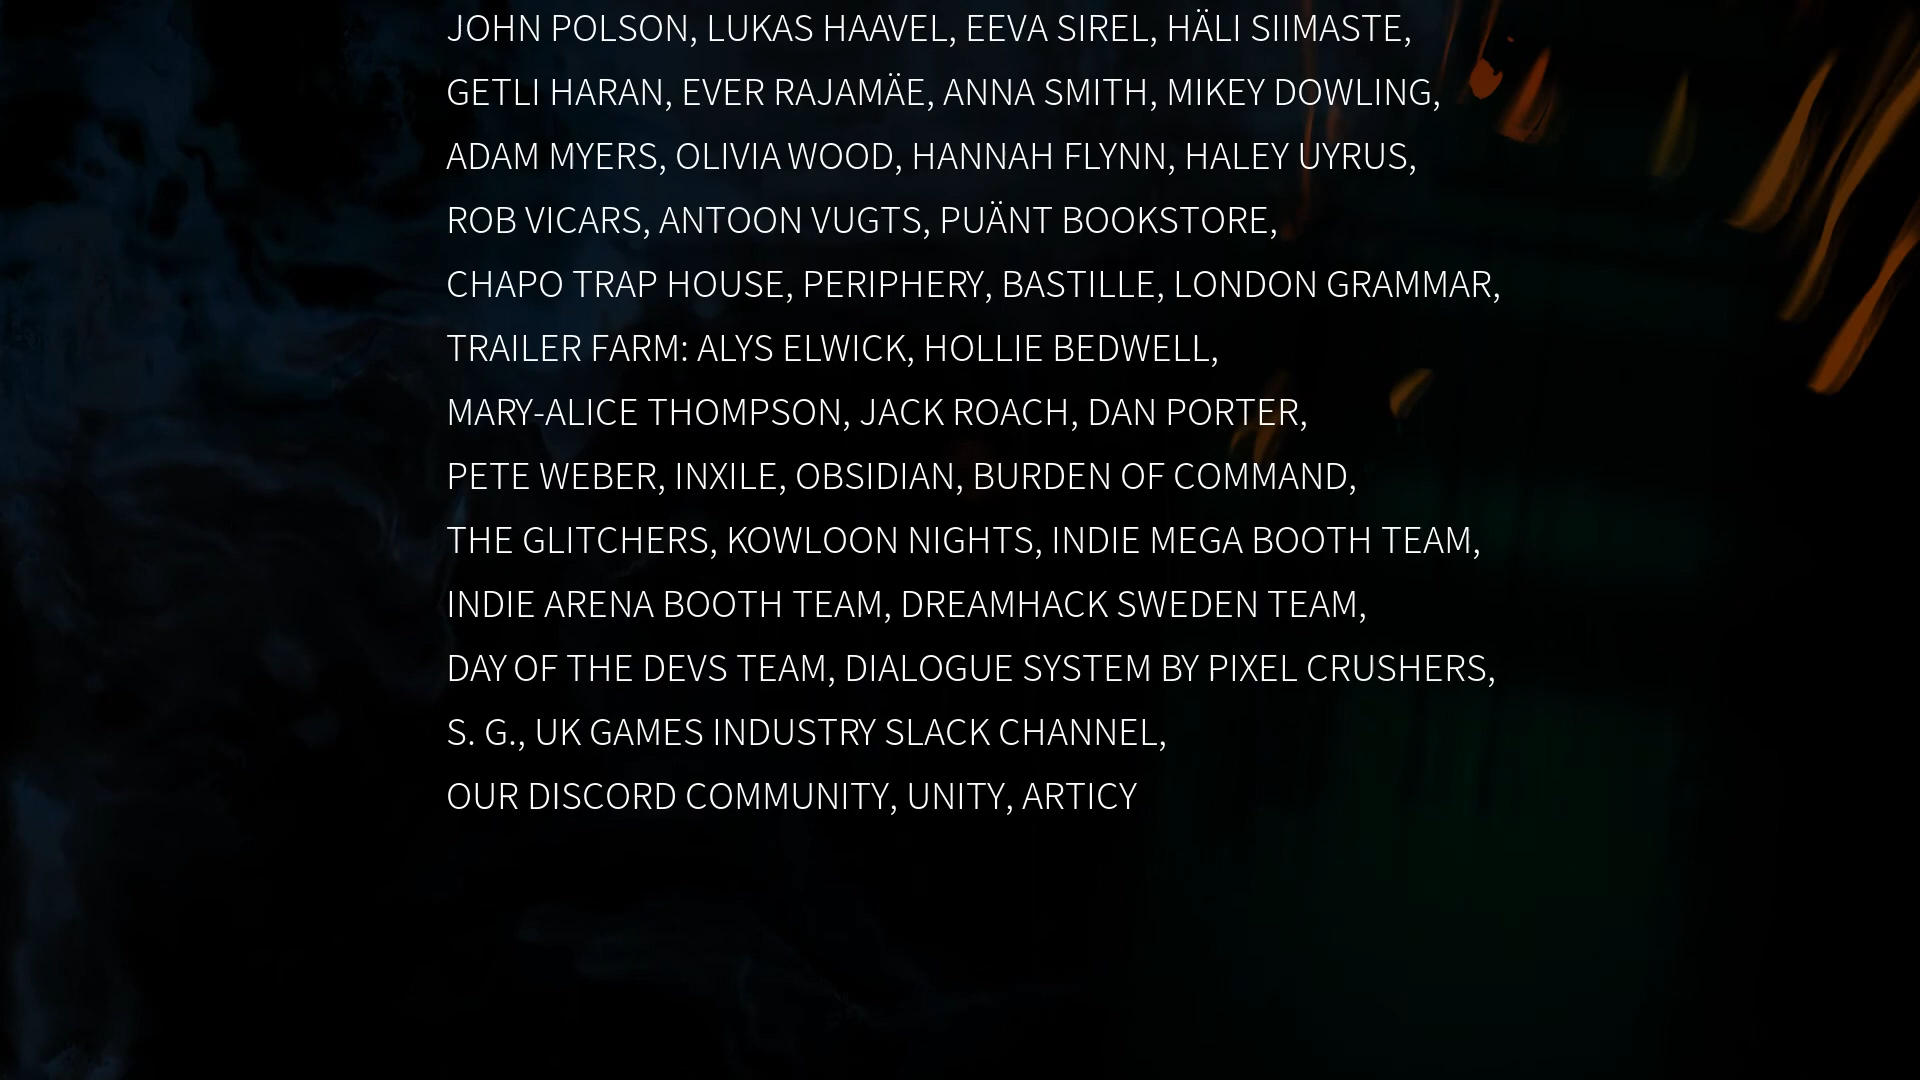 JOHN POLSON, LUKAS HAAVEL, EEVA SIREL, HÄLI SIIMASTE,
GETLI HARAN, EVER RAJAMÄE, ANNA SMITH, MIKEY DOWLING,
ADAM MYERS, OLIVIA WOOD, HANNAH FLYNN, HALEY UYRUS,
ROB VICARS, ANTOON VUGTS, PUÄNT BOOKSTORE,
CHAPO TRAP HOUSE, PERIPHERY, BASTILLE, LONDON GRAMMAR,
TRAILER FARM: ALYS ELWICK, HOLLIE BEDWELL,
MARY-ALICE THOMPSON, JACK ROACH, DAN PORTER,
PETE WEBER, INXILE, OBSIDIAN, BURDEN OF COMMAND,
THE GLITCHERS, KOWLOON NIGHTS, INDIE MEGA BOOTH TEAM,
INDIE ARENA BOOTH TEAM, DREAMHACK SWEDEN TEAM,
DAY OF THE DEVS TEAM, DIALOGUE SYSTEM BY PIXEL CRUSHERS,
S. G., UK GAMES INDUSTRY SLACK CHANNEL,
OUR DISCORD COMMUNITY, UNITY, ARTICY